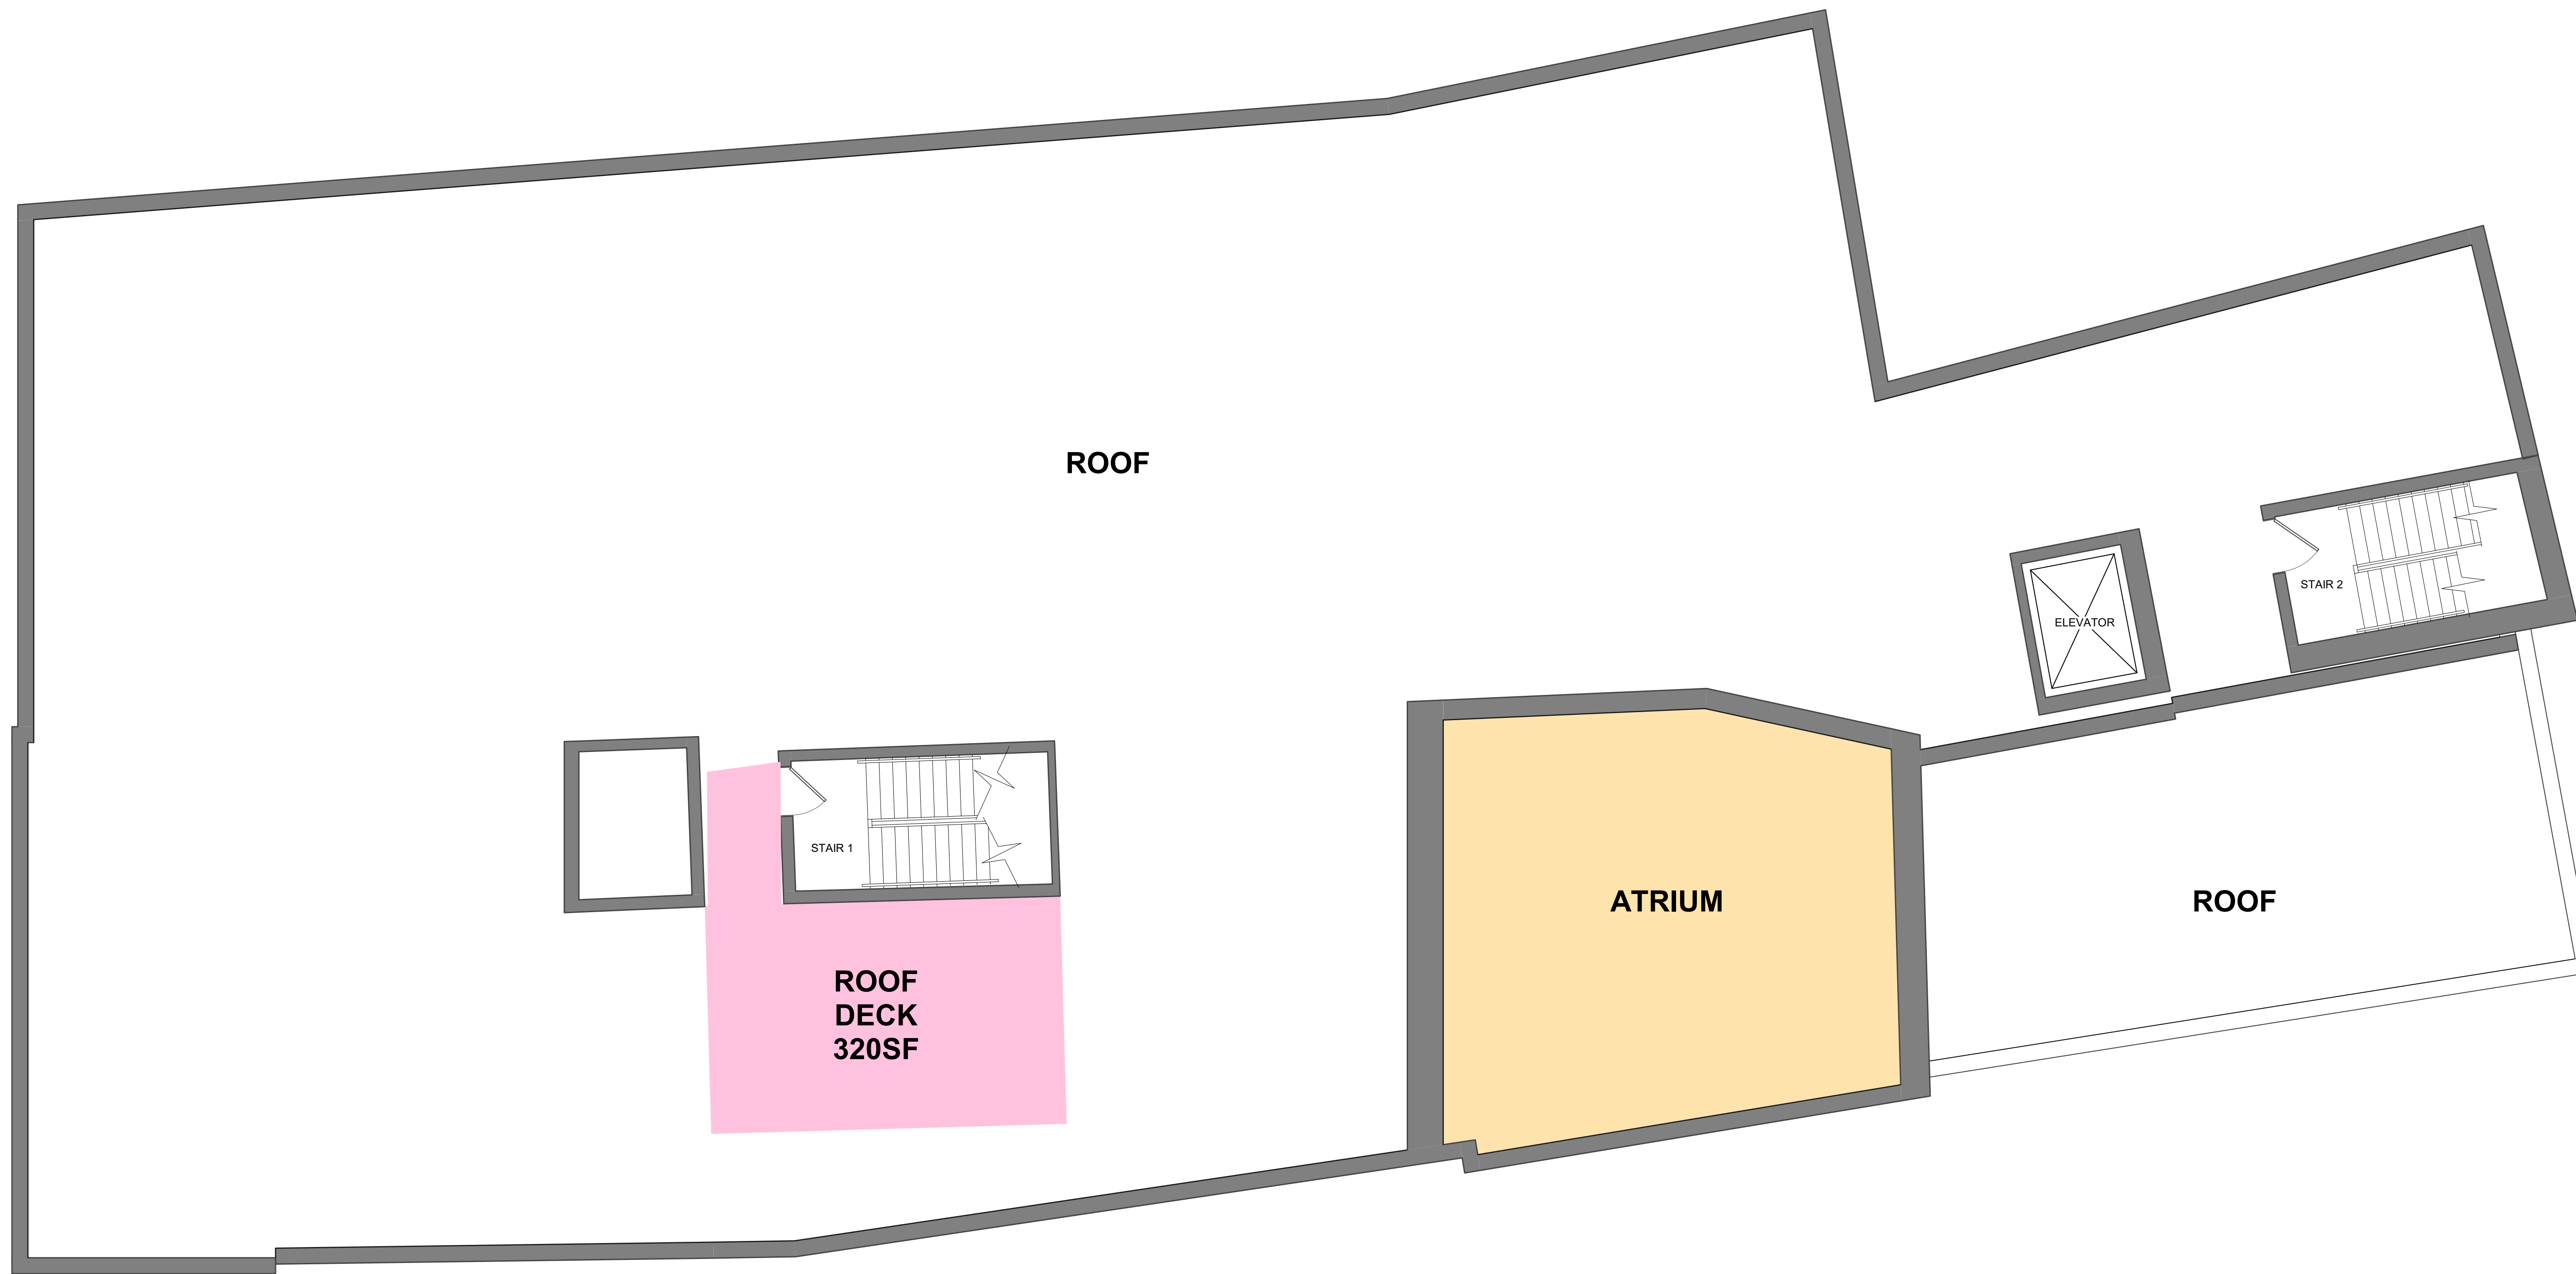 ROOF
STAIR 2
ELEVATOR
STAIR 1
ATRIUM
ROOF
ROOF
DECK
320SF